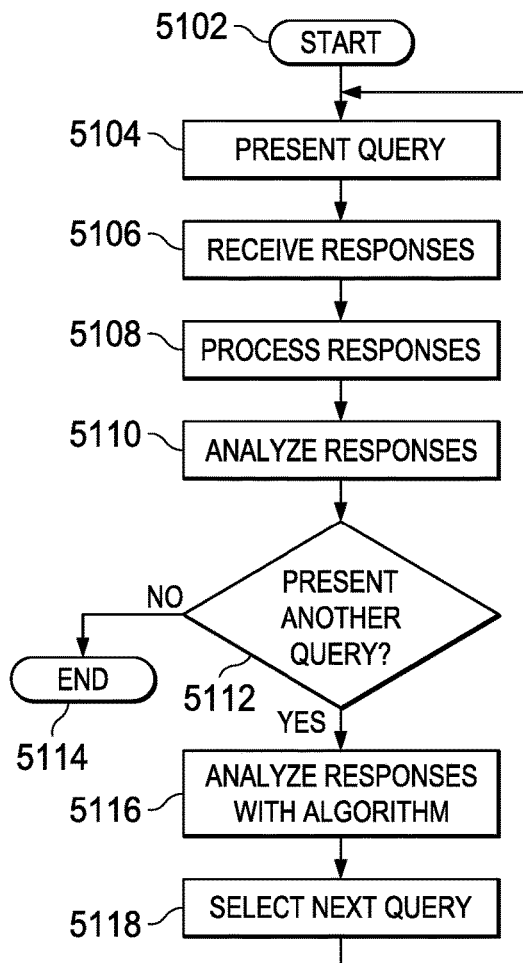 5102
START
5104
PRESENT QUERY
5106
RECEIVE RESPONSES
5108
PROCESS RESPONSES
5110
ANALYZE RESPONSES
PRESENT
ANOTHER
QUERY?
NO
5112
END
5114
YES
ANALYZE RESPONSES
WITH ALGORITHM
5116
SELECT NEXT QUERY
5118